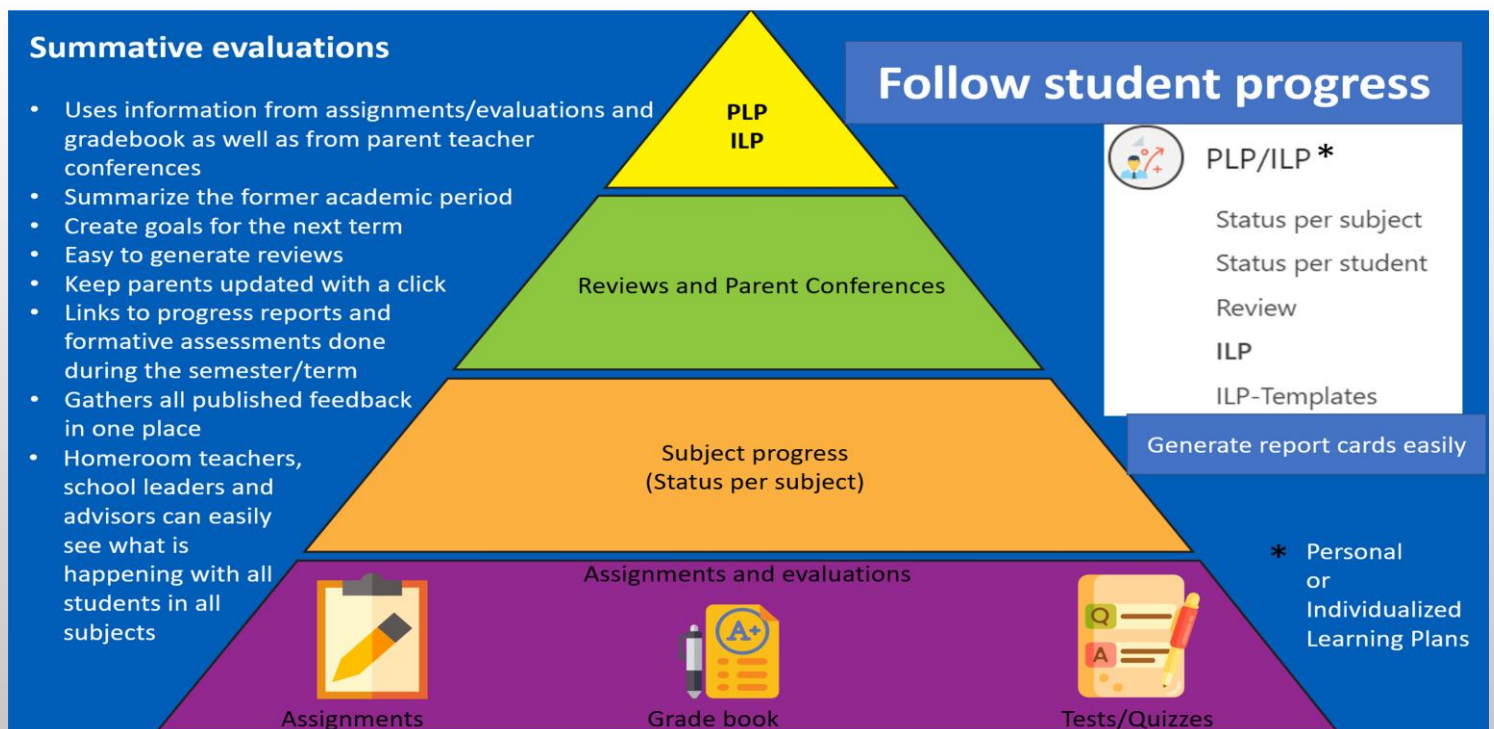 Summative evaluations
• Uses information from assignments/evaluations and
gradebook as well as from parent teacher
conferences
• Summarize the former academic period
• Create goals for the next term
• Easy to generate reviews
• Keep parents updated with a click
• Links to progress reports and
formative assessments done
during the semester/term
• Gathers all published feedback
in one place
• Homeroom teachers,
school leaders and
advisors can easily
see what is
happening with all
students in all
subjects
PLP
ILP
Reviews and Parent Conferences
Subject progress
(Status per subject)
Assignments and evaluations
A+
Q
A
Assignments
Grade book
Tests/Quizzes
Follow student progress
PLP/ILP*
Status per subject
Status per student
Review
ILP
ILP-Templates
Generate report cards easily
* Personal
or
Individualized
Learning Plans